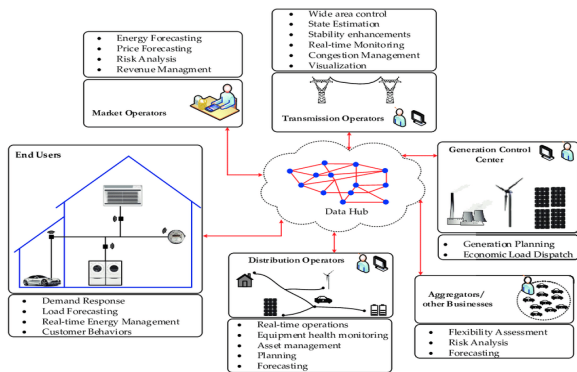 • Energy Forecasting
• Price Forecasting
• Risk Analysis
• Revenue Managment
Market Operators
• Wide area control
• State Estimation
• Stability enhancements
• Real-time Monitoring
• Congestion Management
• Visualization
Transmission Operators
End Users
• Demand Response
• Load Forecasting
• Real-time Energy Management
• Customer Behaviors
Data Hub
Generation Control
Center
• Generation Planning
• Economic Load Dispatch
Distribution Operators
• Real-time operations
• Equipment health monitoring
• Asset management
• Planning
• Forecasting
Aggregators/
other Businesses
• Flexibility Assessment
• Risk Analysis
• Forecasting